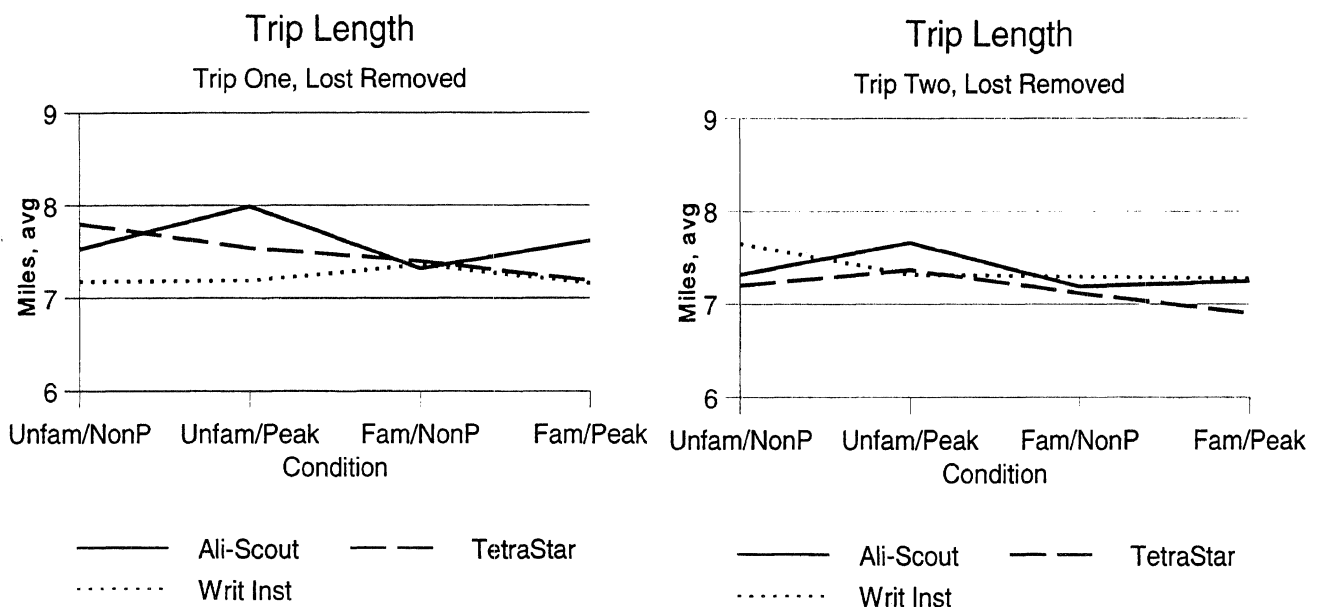 Trip Length
Trip One, Lost Removed
9
8
7
6
Miles, avg
Unfam/NonP Unfam/Peak Fam/NonP Fam/Peak
Condition
Ali-Scout TetraStar
Writ Inst
Trip Length
Trip Two, Lost Removed
9
8
7
6
Miles, avg
Unfam/NonP Unfam/Peak Fam/NonP Fam/Peak
Condition
Ali-Scout TetraStar
Writ Inst